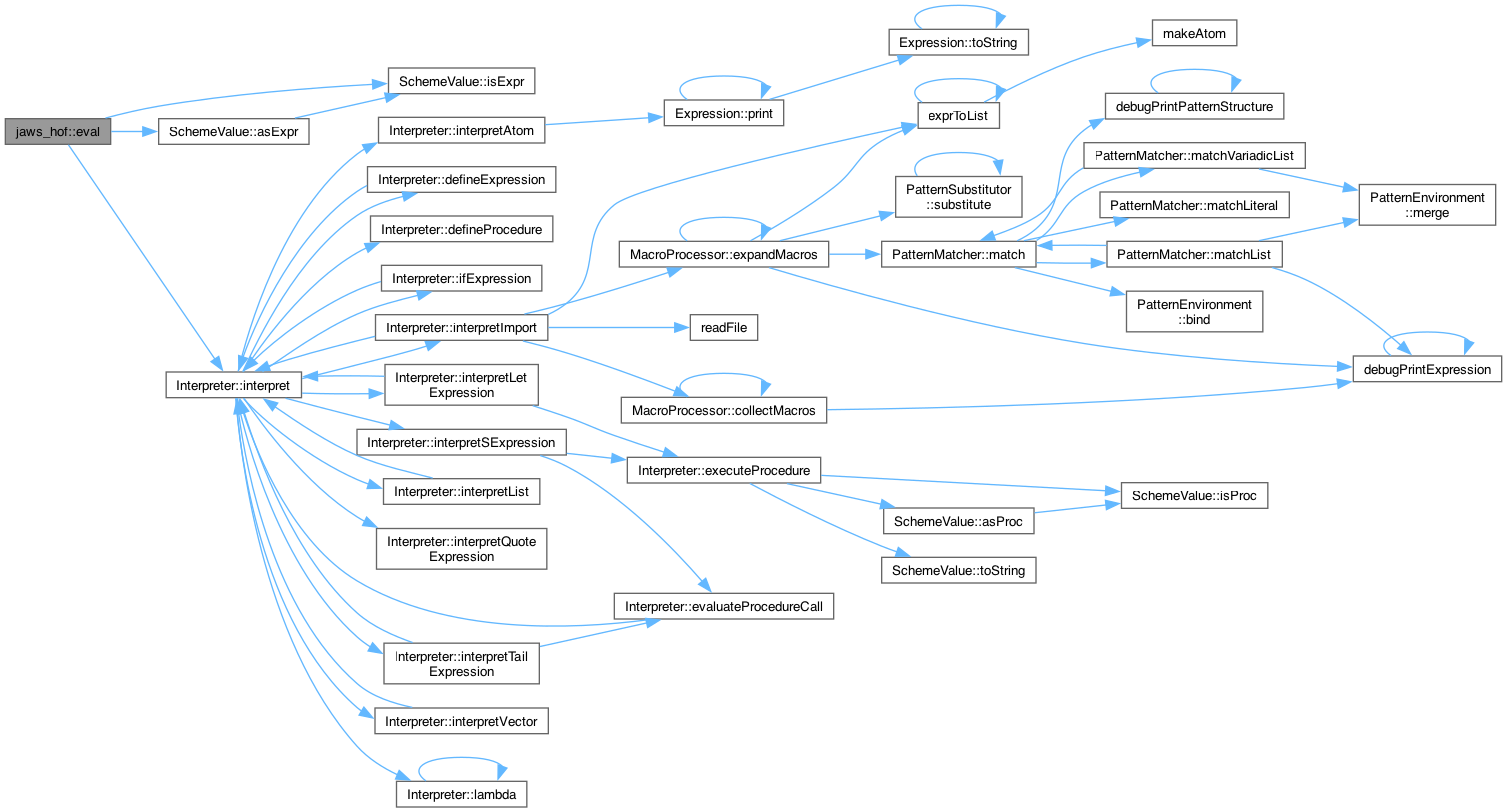 jaws_hof::eval
SchemeValue::isExpr
SchemeValue::asExpr
Interpreter::interpret
Interpreter::interpretAtom
Interpreter::defineExpression
Interpreter::defineProcedure
Interpreter::ifExpression
Interpreter::interpretImport
Interpreter::interpretLet
Expression
Interpreter::interpretSExpression
Interpreter::interpretList
Interpreter::interpretQuote
Expression
Interpreter::interpretTail
Expression
Interpreter::interpretVector
Interpreter::lambda
Expression::print
MacroProcessor::expandMacros
readFile
MacroProcessor::collectMacros
Interpreter::executeProcedure
Interpreter::evaluateProcedureCall
Expression::toString
exprToList
PatternSubstitutor
::substitute
PatternMatcher::match
SchemeValue::asProc
SchemeValue::toString
makeAtom
debugPrintPatternStructure
PatternMatcher::matchVariadicList
PatternMatcher::matchLiteral
PatternMatcher::matchList
PatternEnvironment
::bind
SchemeValue::isProc
PatternEnvironment
::merge
debugPrintExpression